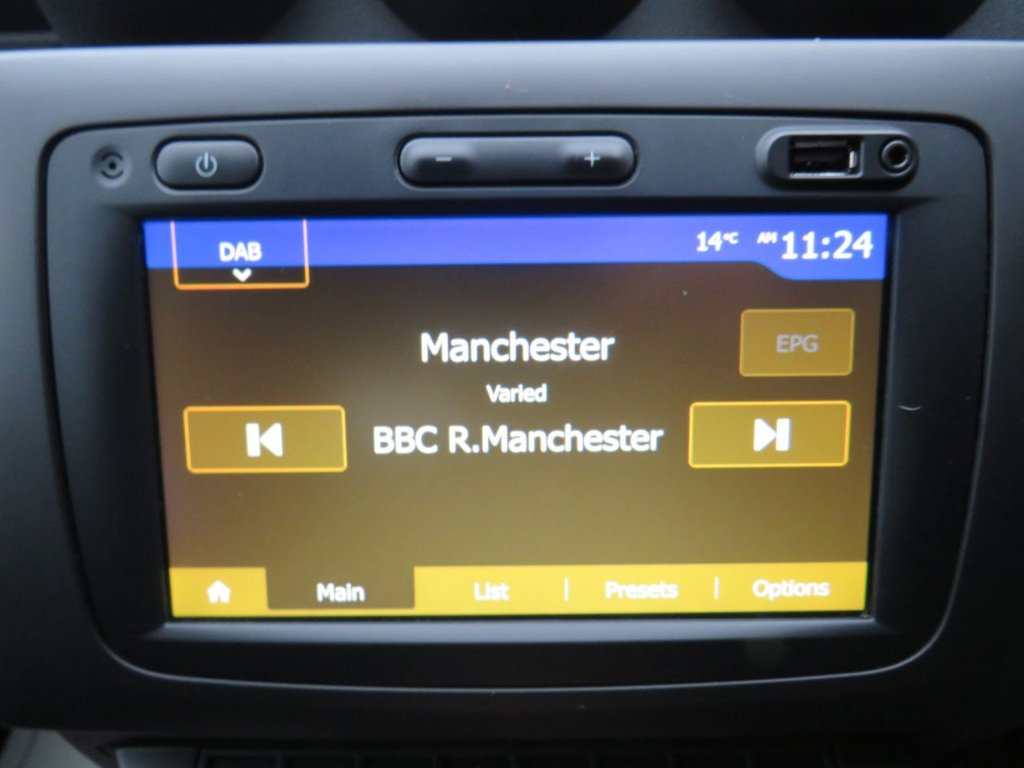 DAB
14°C AM 11:24
Manchester
EPG
Varied
BBC R.Manchester
Main List Presets Options